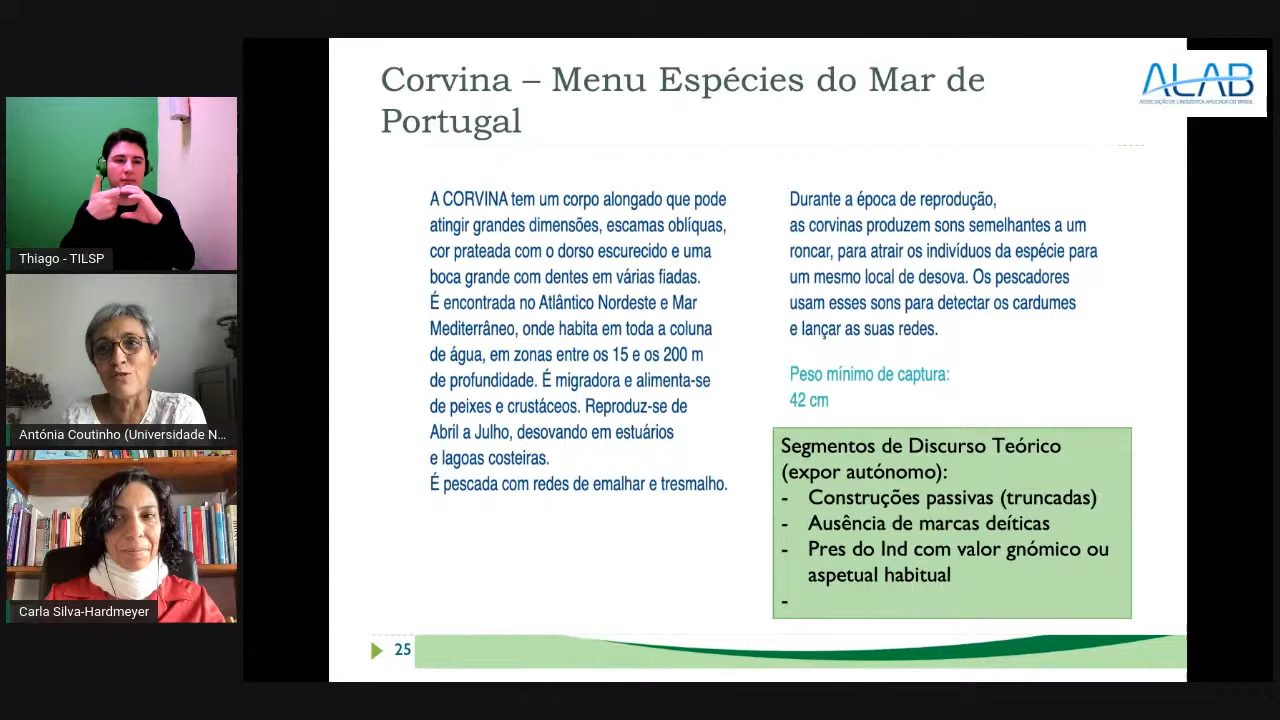 Corvina – Menu Espécies do Mar de
Portugal
ALAB
ASSOCIAÇÃO DE LINGUÍSTICA APLICADA DO BRASIL
A CORVINA tem um corpo alongado que pode
atingir grandes dimensões, escamas oblíquas,
cor prateada com o dorso escurecido e uma
boca grande com dentes em várias fiadas.
É encontrada no Atlântico Nordeste e Mar
Mediterrâneo, onde habita em toda a coluna
de água, em zonas entre os 15 e os 200 m
de profundidade. É migradora e alimenta-se
de peixes e crustáceos. Reproduz-se de
Abril a Julho, desovando em estuários
e lagoas costeiras.
É pescada com redes de emalhar e tresmalho.
Durante a época de reprodução,
as corvinas produzem sons semelhantes a um
roncar, para atrair os indivíduos da espécie para
um mesmo local de desova. Os pescadores
usam esses sons para detectar os cardumes
e lançar as suas redes.
Peso mínimo de captura:
42 cm
Segmentos de Discurso Teórico
(expor autónomo):
- Construções passivas (truncadas)
- Ausência de marcas deíticas
- Pres do Ind com valor gnómico ou
aspetual habitual
-
25
Thiago - TILSP
Antónia Coutinho (Universidade N...
Carla Silva-Hardmeyer